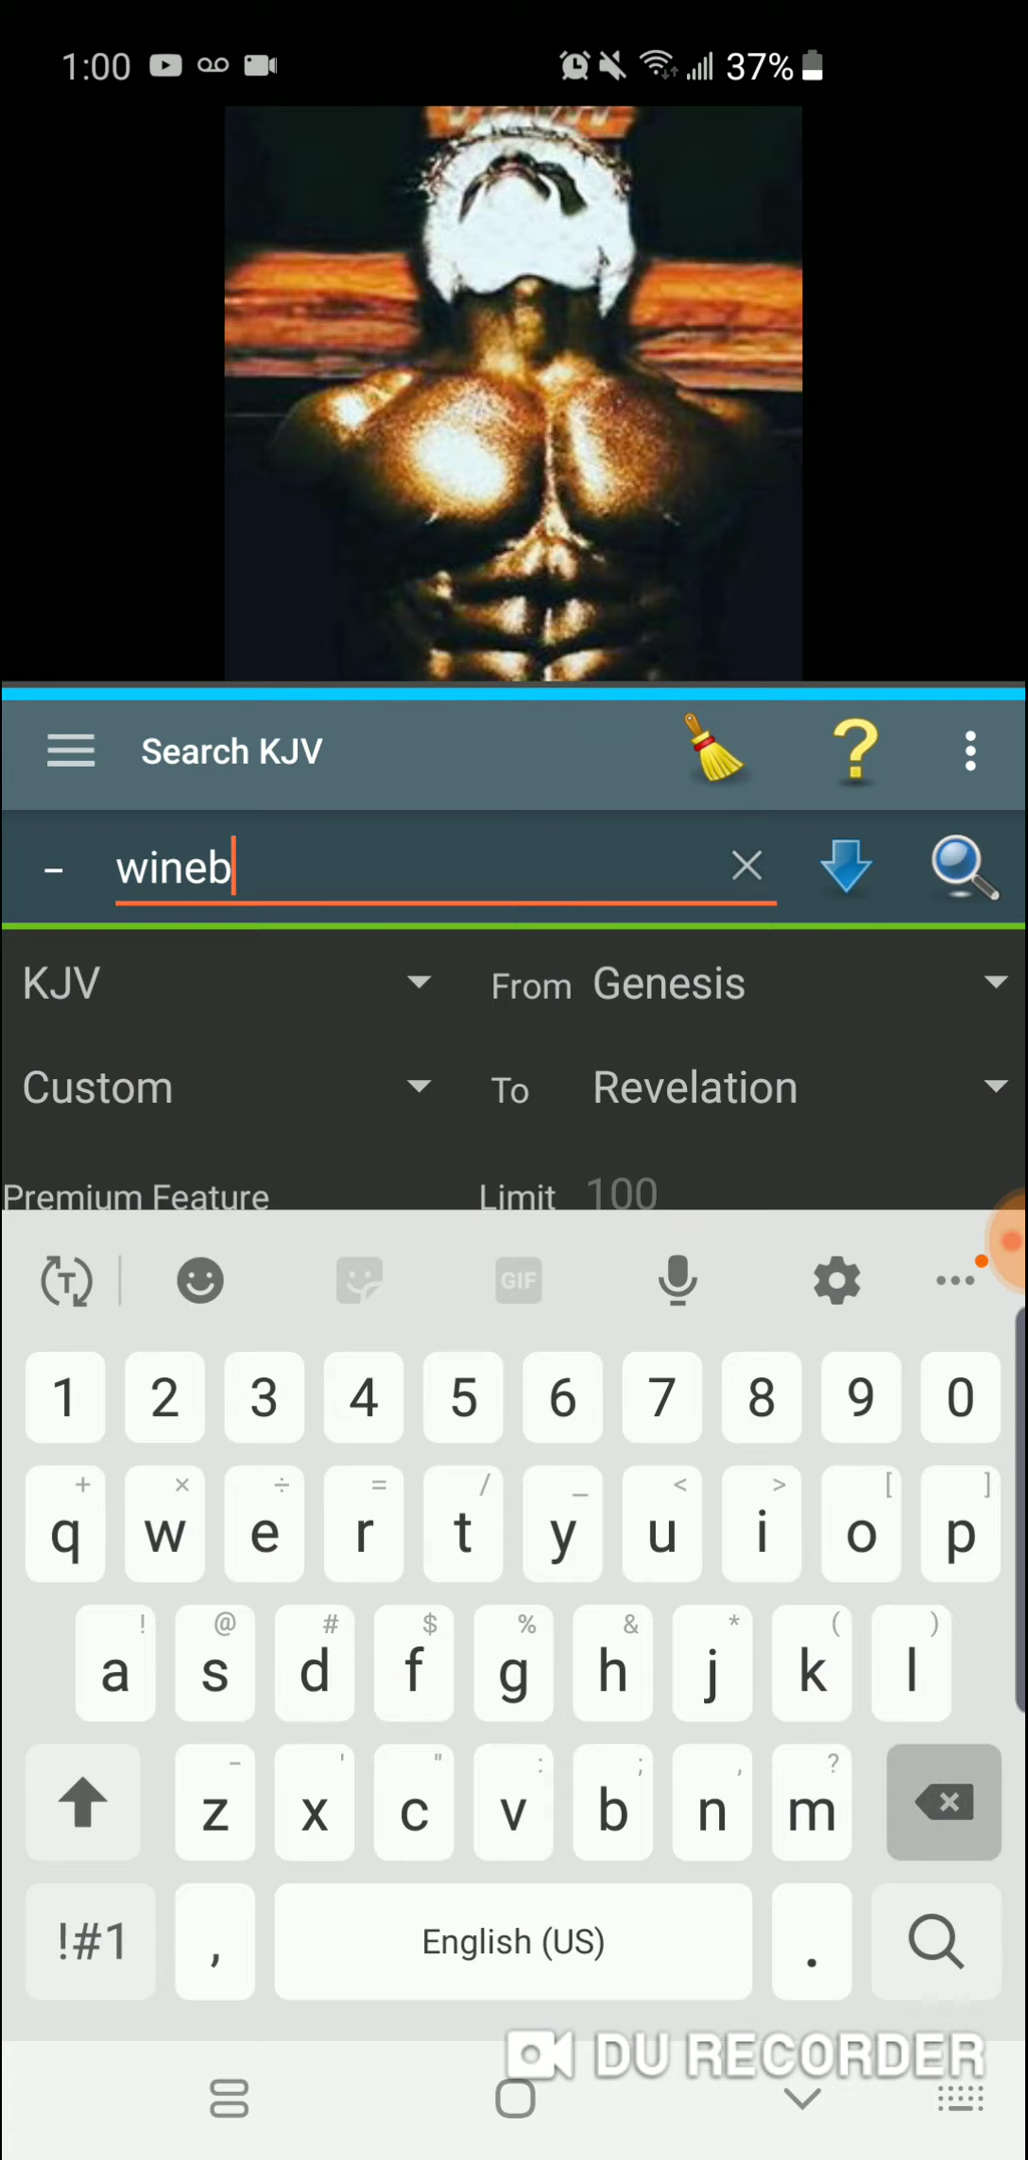 1:00 37%
Search KJV
- wineb
KJV From Genesis
Custom To Revelation
Premium Feature Limit 100
T GIF
1 2 3 4 5 6 7 8 9 0
+ × ÷ = / _ < > [ ]
q w e r t y u i o p
! @ # $ % & * ( )
a s d f g h j k l
- ' " : ; , ?
z x c v b n m
!#1 , English (US) .
DU RECORDER